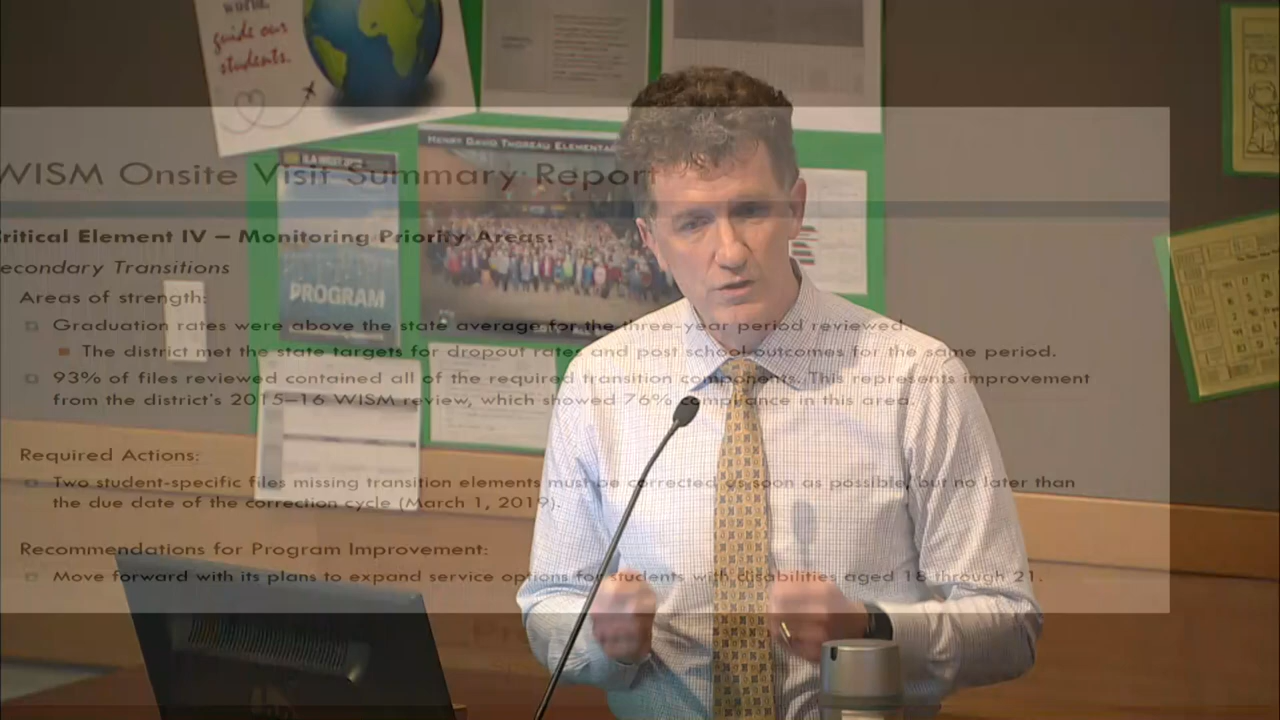 world,
guide our
students.
HENRY DAVID THOREAU ELEMENTA
PROGRAM
WISM Onsite Visit Summary Report
ritical Element IV – Monitoring Priority Areas:
econdary Transitions
Areas of strength:
Graduation rates were above the state average for the three-year period reviewed.
The district met the state targets for dropout rates and post school outcomes for the same period.
93% of files reviewed contained all of the required transition components. This represents improvement
from the district's 2015–16 WISM review, which showed 76% compliance in this area.
Required Actions:
Two student-specific files missing transition elements must be corrected as soon as possible, but no later than
the due date of the correction cycle (March 1, 2019).
Recommendations for Program Improvement:
Move forward with its plans to expand service options for students with disabilities aged 18 through 21.